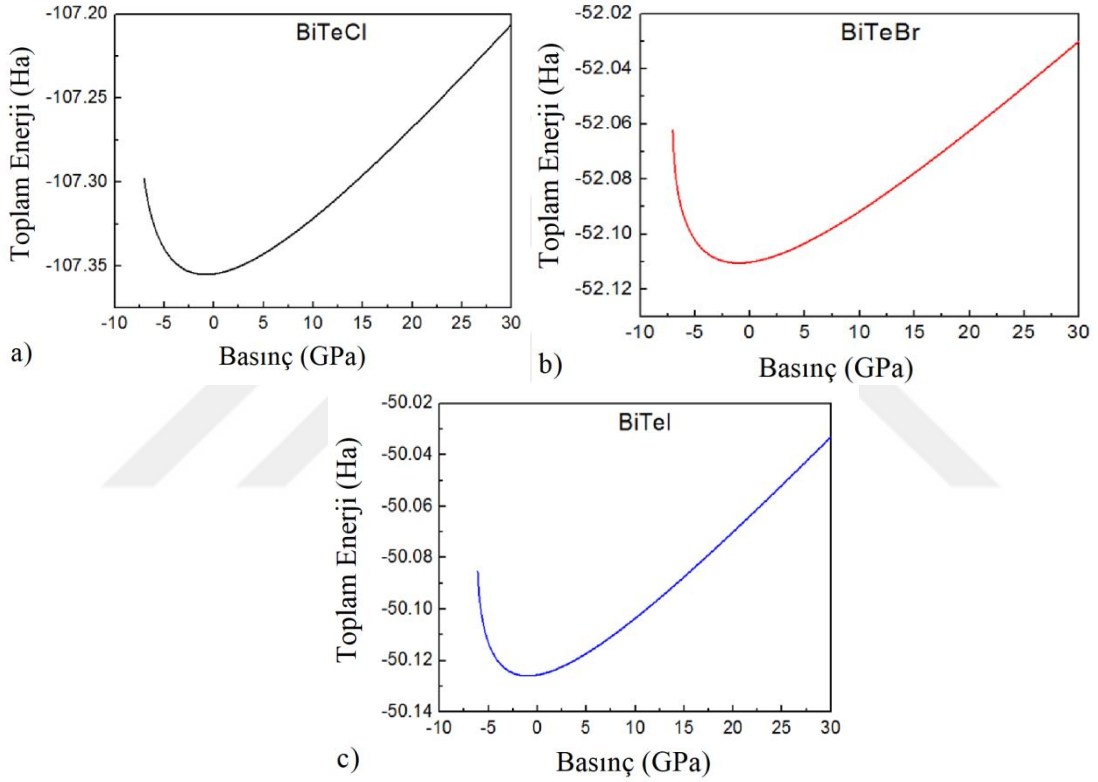 BiTeCl
Toplam Enerji (Ha)
-107.20
-107.25
-107.30
-107.35
-10 -5 0 5 10 15 20 25 30
Basınç (GPa)
a)
BiTeBr
Toplam Enerji (Ha)
-52.02
-52.04
-52.06
-52.08
-52.10
-52.12
-10 -5 0 5 10 15 20 25 30
Basınç (GPa)
b)
BiTeI
Toplam Enerji (Ha)
-50.02
-50.04
-50.06
-50.08
-50.10
-50.12
-50.14
-10 -5 0 5 10 15 20 25 30
Basınç (GPa)
c)